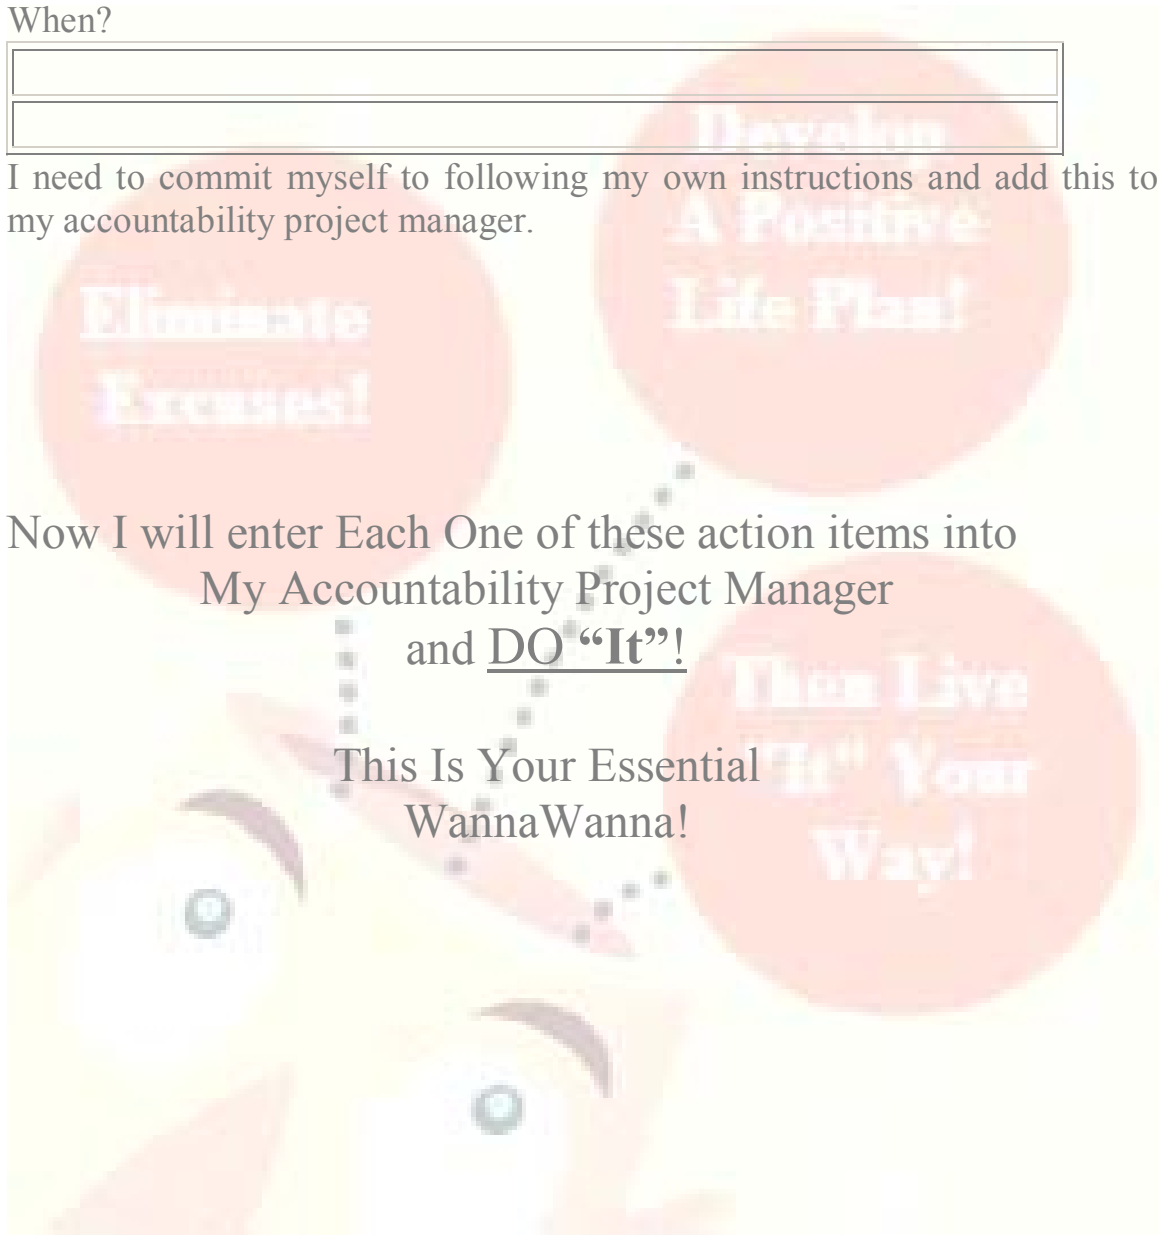 When?
I need to commit myself to following my own instructions and add this to
my accountability project manager.
Develop
A Positive
Life Plan!
Eliminate
Excuses!
Now I will enter Each One of these action items into
My Accountability Project Manager
and DO “It”!
Then Live
"It" Your
Way!
This Is Your Essential
WannaWanna!